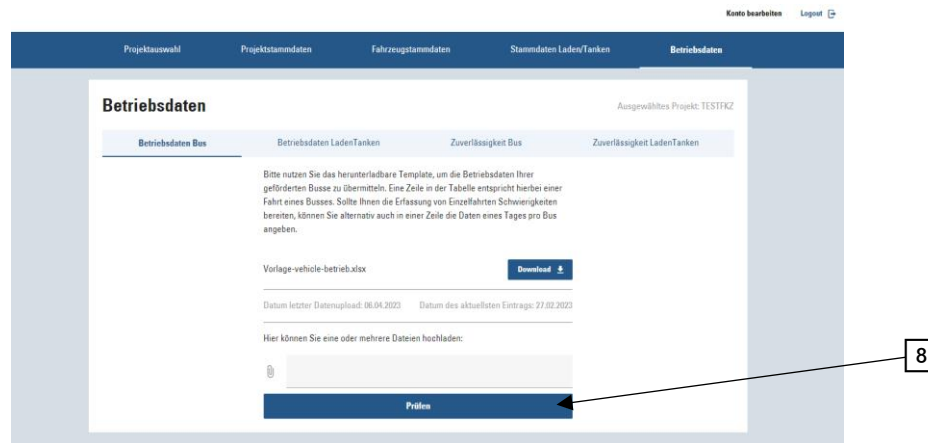 Konto bearbeiten Logout
Projektauswahl Projektstammdaten Fahrzeugstammdaten Stammdaten Laden/Tanken Betriebsdaten
Betriebsdaten Ausgewähltes Projekt: TESTFKZ
Betriebsdaten Bus Betriebsdaten LadenTanken Zuverlässigkeit Bus Zuverlässigkeit LadenTanken
Bitte nutzen Sie das herunterladbare Template, um die Betriebsdaten Ihrer
geförderten Busse zu übermitteln. Eine Zeile in der Tabelle entspricht hierbei einer
Fahrt eines Busses. Sollte Ihnen die Erfassung von Einzelfahrten Schwierigkeiten
bereiten, können Sie alternativ auch in einer Zeile die Daten eines Tages pro Bus
angeben.
Vorlage-vehicle-betrieb.xlsx Download
Datum letzter Datenupload: 06.04.2023 Datum des aktuellsten Eintrags: 27.02.2023
Hier können Sie eine oder mehrere Dateien hochladen:
8
Prüfen